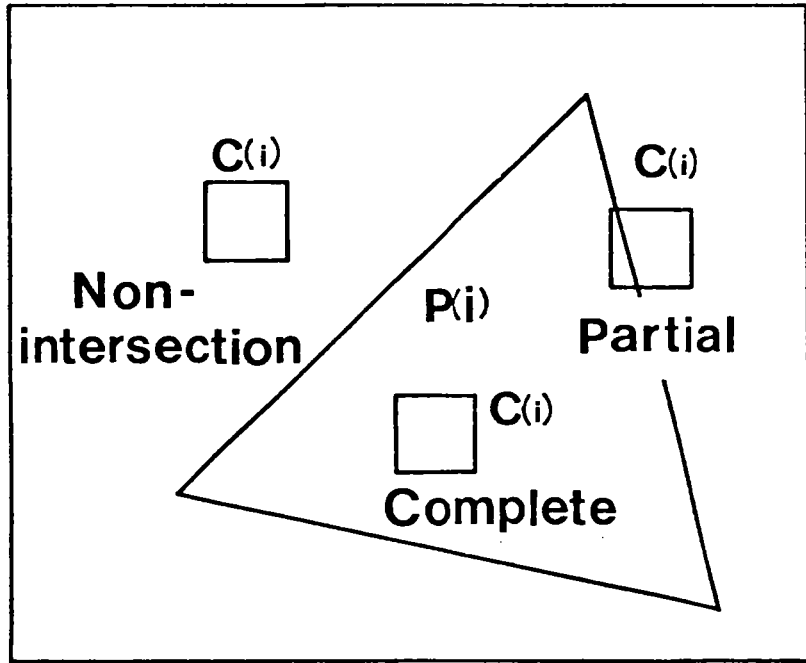 C(i)
C(i)
Non-
intersection
P(i)
Partial
C(i)
Complete